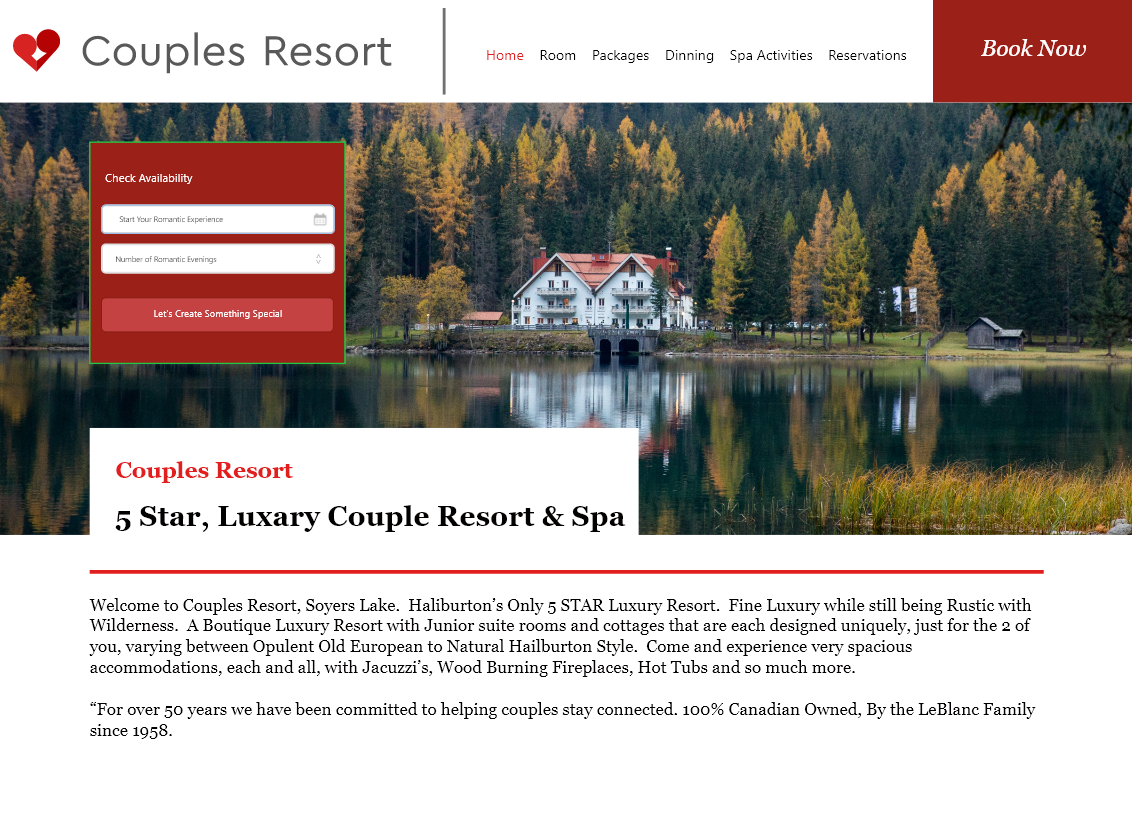 Couples Resort
Home Room Packages Dinning Spa Activities Reservations
Book Now
Check Availability
Start Your Romantic Experience
Number of Romantic Evenings
Let's Create Something Special
Couples Resort
5 Star, Luxary Couple Resort & Spa
Welcome to Couples Resort, Soyers Lake.  Haliburton’s Only 5 STAR Luxury Resort.  Fine Luxury while still being Rustic with
Wilderness.  A Boutique Luxury Resort with Junior suite rooms and cottages that are each designed uniquely, just for the 2 of
you, varying between Opulent Old European to Natural Hailburton Style.  Come and experience very spacious
accommodations, each and all, with Jacuzzi’s, Wood Burning Fireplaces, Hot Tubs and so much more.
“For over 50 years we have been committed to helping couples stay connected. 100% Canadian Owned, By the LeBlanc Family
since 1958.